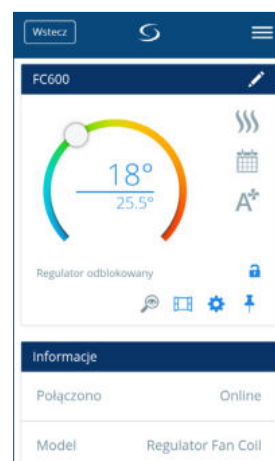 Wstecz
FC600
18°
25.5°
A
Regulator odblokowany
Informacje
Połączono Online
Model Regulator Fan Coil